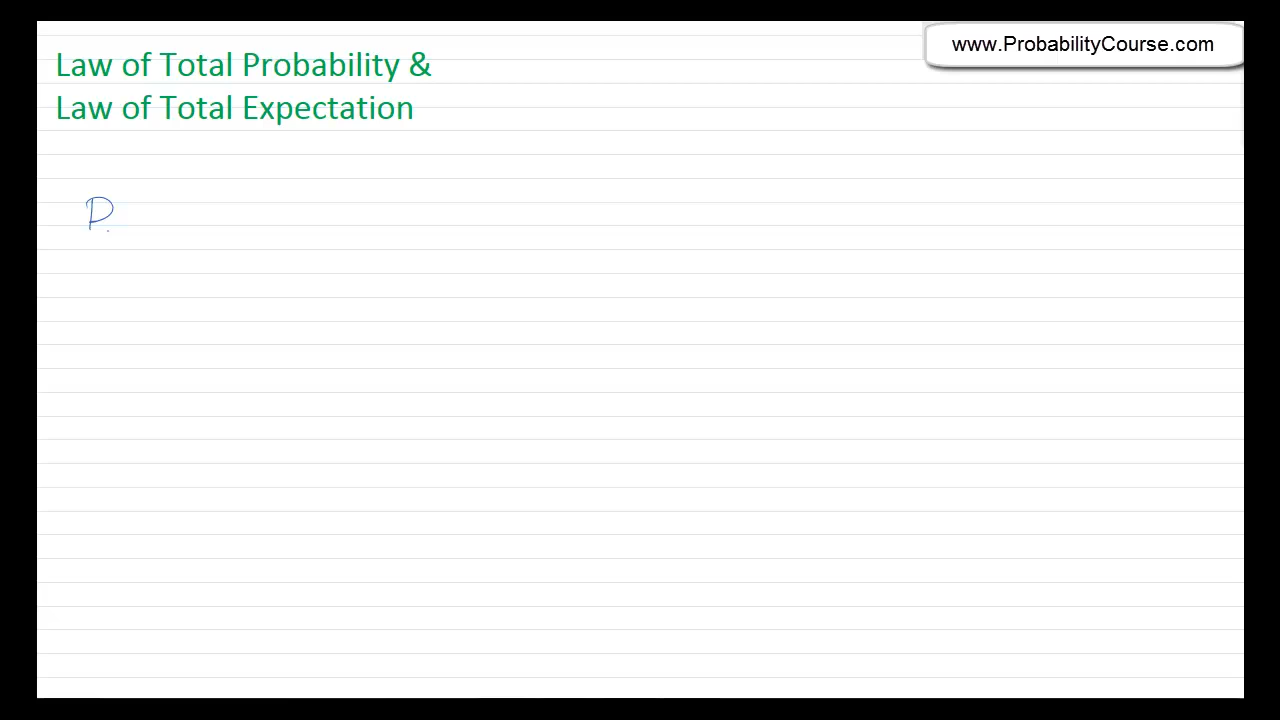 www.ProbabilityCourse.com
Law of Total Probability &
Law of Total Expectation
P